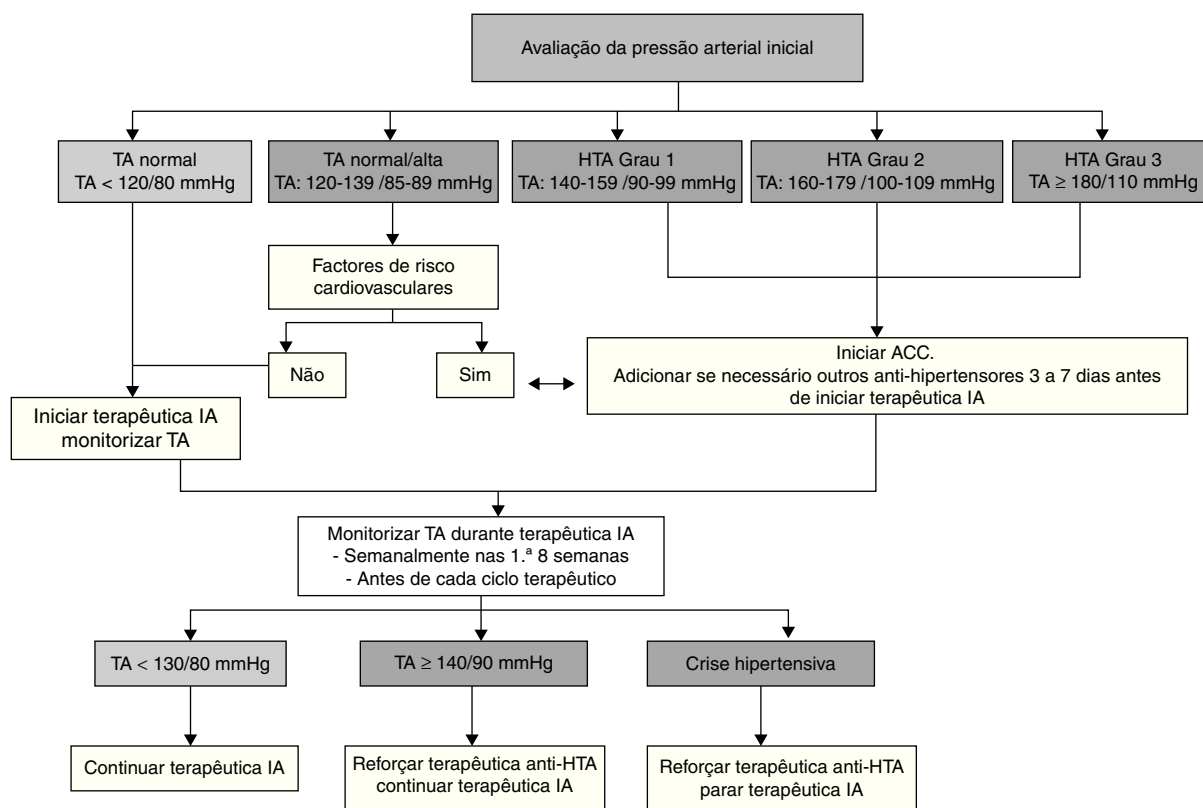 Avaliação da pressão arterial inicial
TA normal
TA < 120/80 mmHg
TA normal/alta
TA: 120-139 /85-89 mmHg
HTA Grau 1
TA: 140-159 /90-99 mmHg
HTA Grau 2
TA: 160-179 /100-109 mmHg
HTA Grau 3
TA ≥ 180/110 mmHg
Factores de risco
cardiovasculares
Não
Sim
Iniciar ACC.
Adicionar se necessário outros anti-hipertensores 3 a 7 dias antes
de iniciar terapêutica IA
Iniciar terapêutica IA
monitorizar TA
Monitorizar TA durante terapêutica IA
- Semanalmente nas 1.ª 8 semanas
- Antes de cada ciclo terapêutico
TA < 130/80 mmHg
TA ≥ 140/90 mmHg
Crise hipertensiva
Continuar terapêutica IA
Reforçar terapêutica anti-HTA
continuar terapêutica IA
Reforçar terapêutica anti-HTA
parar terapêutica IA